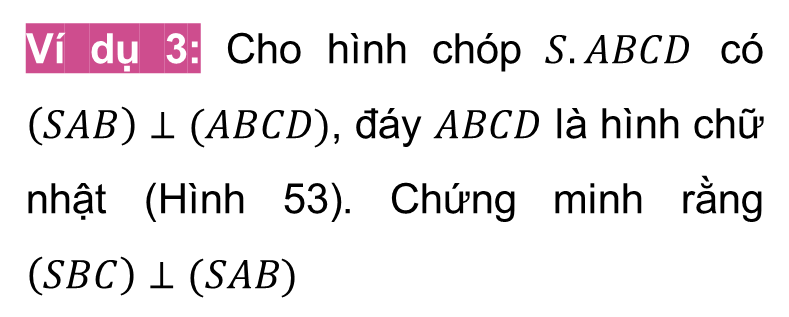 Ví dụ 3: Cho hình chóp 𝑆. 𝐴𝐵𝐶𝐷 có
(𝑆𝐴𝐵) ⊥ (𝐴𝐵𝐶𝐷), đáy 𝐴𝐵𝐶𝐷 là hình chữ
nhật (Hình 53). Chứng minh rằng
(𝑆𝐵𝐶) ⊥ (𝑆𝐴𝐵)